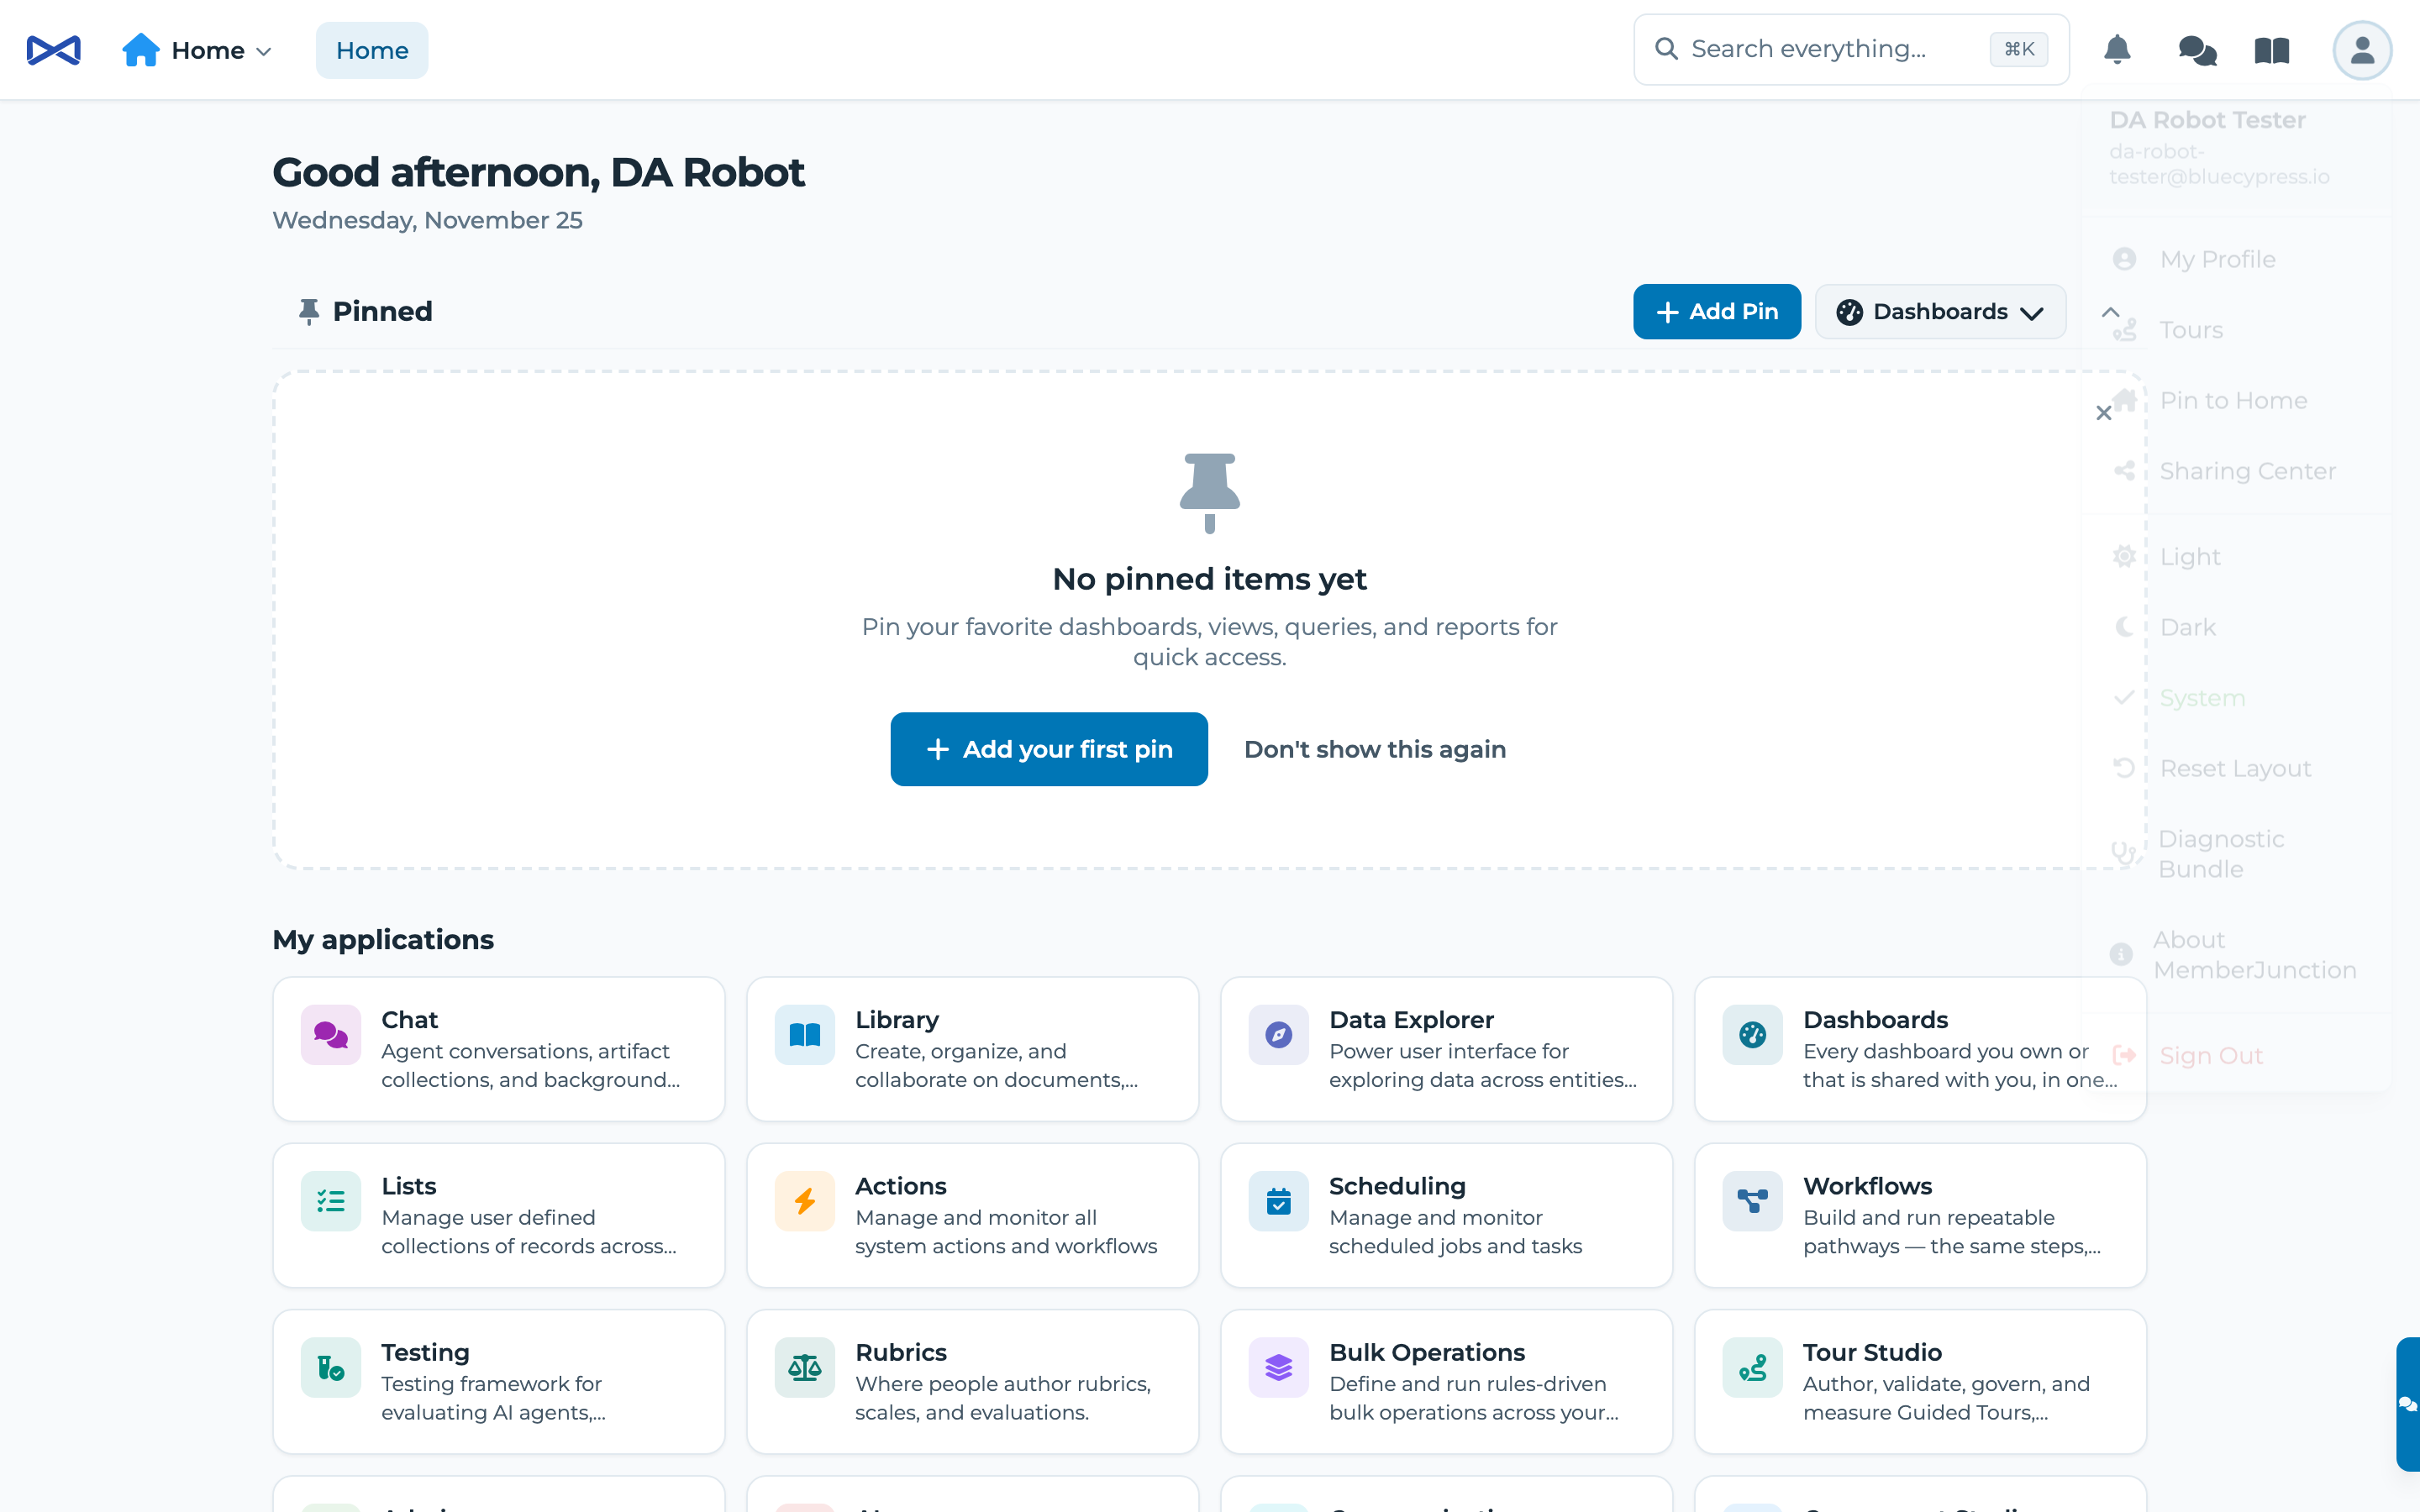 Home
Home
Search everything...
⌘K
Good afternoon, DA Robot
Wednesday, November 25
DA Robot Tester
da-robot-
tester@bluecypress.io
My Profile
Tours
Pin to Home
Sharing Center
Light
Dark
System
Reset Layout
Diagnostic
Bundle
About
MemberJunction
Sign Out
Pinned
Add Pin
Dashboards
No pinned items yet
Pin your favorite dashboards, views, queries, and reports for
quick access.
Add your first pin
Don't show this again
My applications
Chat
Agent conversations, artifact
collections, and background...
Library
Create, organize, and
collaborate on documents,...
Data Explorer
Power user interface for
exploring data across entities...
Dashboards
Every dashboard you own or
that is shared with you, in one...
Lists
Manage user defined
collections of records across...
Actions
Manage and monitor all
system actions and workflows
Scheduling
Manage and monitor
scheduled jobs and tasks
Workflows
Build and run repeatable
pathways — the same steps,...
Testing
Testing framework for
evaluating AI agents,...
Rubrics
Where people author rubrics,
scales, and evaluations.
Bulk Operations
Define and run rules-driven
bulk operations across your...
Tour Studio
Author, validate, govern, and
measure Guided Tours,...